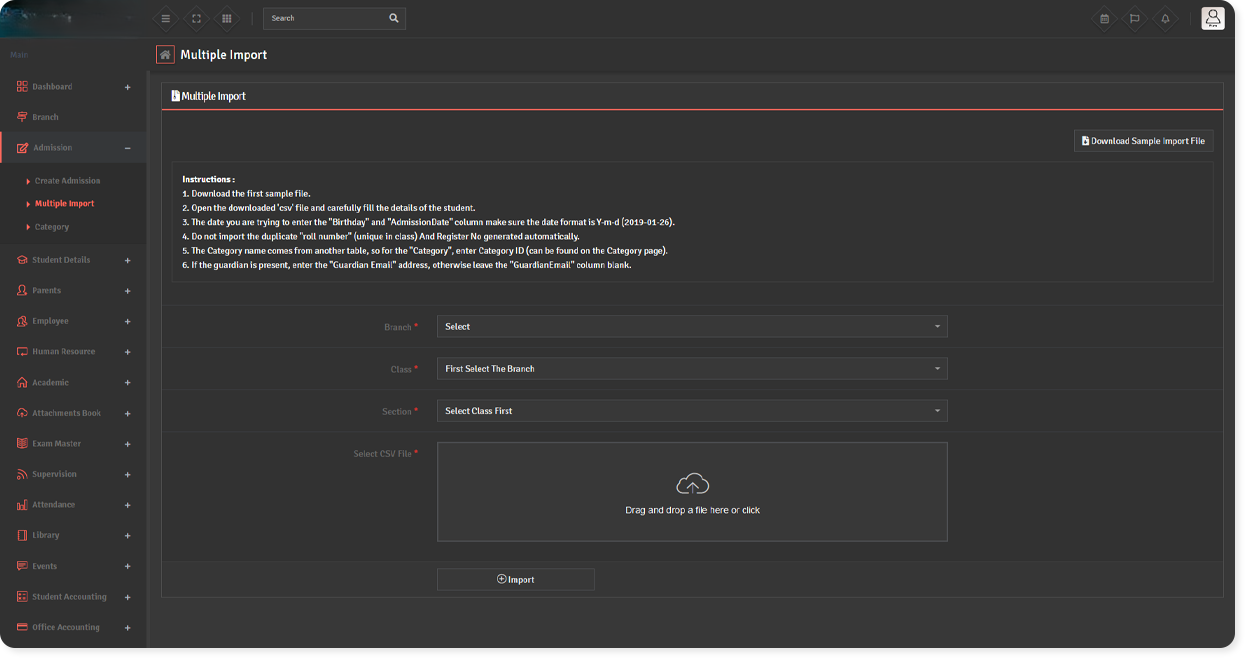 Search
Main
Multiple Import
Dashboard
Branch
Admission
Create Admission
Multiple Import
Category
Student Details
Parents
Employee
Human Resource
Academic
Attachments Book
Exam Master
Supervision
Attendance
Library
Events
Student Accounting
Office Accounting
Multiple Import
Download Sample Import File
Instructions :
1. Download the first sample file.
2. Open the downloaded 'csv' file and carefully fill the details of the student.
3. The date you are trying to enter the "Birthday" and "AdmissionDate" column make sure the date format is Y-m-d (2019-01-26).
4. Do not import the duplicate "roll number" (unique in class) And Register No generated automatically.
5. The Category name comes from another table, so for the "Category", enter Category ID (can be found on the Category page).
6. If the guardian is present, enter the "Guardian Email" address, otherwise leave the "GuardianEmail" column blank.
Branch * Select
Class * First Select The Branch
Section * Select Class First
Select CSV File *
Drag and drop a file here or click
Import